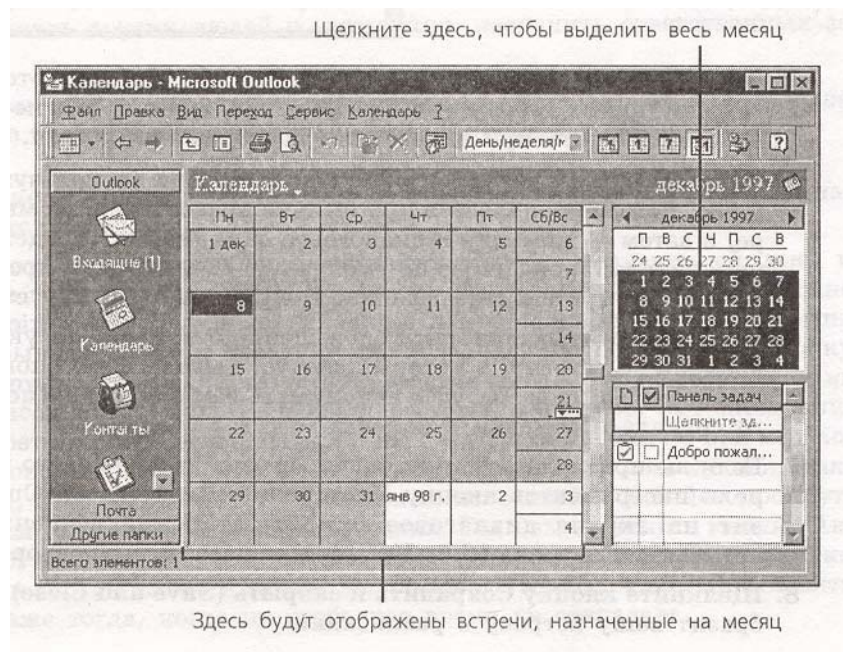 Щелкните здесь, чтобы выделить весь месяц
Календарь - Microsoft Outlook
Файл Правка Вид Переход Сервис Календарь ?
День/неделя/м
Outlook
Входящие (1)
Календарь
Контакты
Почта
Другие папки
Календарь
декабрь 1997
Пн Вт Ср Чт Пт Сб/Вс
1 дек 2 3 4 5 6
7
8 9 10 11 12 13
14
15 16 17 18 19 20
21
22 23 24 25 26 27
28
29 30 31 янв 98 г. 2 3
4
декабрь 1997
П В С Ч П С В
24 25 26 27 28 29 30
1 2 3 4 5 6 7
8 9 10 11 12 13 14
15 16 17 18 19 20 21
22 23 24 25 26 27 28
29 30 31 1 2 3 4
Панель задач
Щелкните зд...
Добро пожал...
Всего элементов: 1
Здесь будут отображены встречи, назначенные на месяц